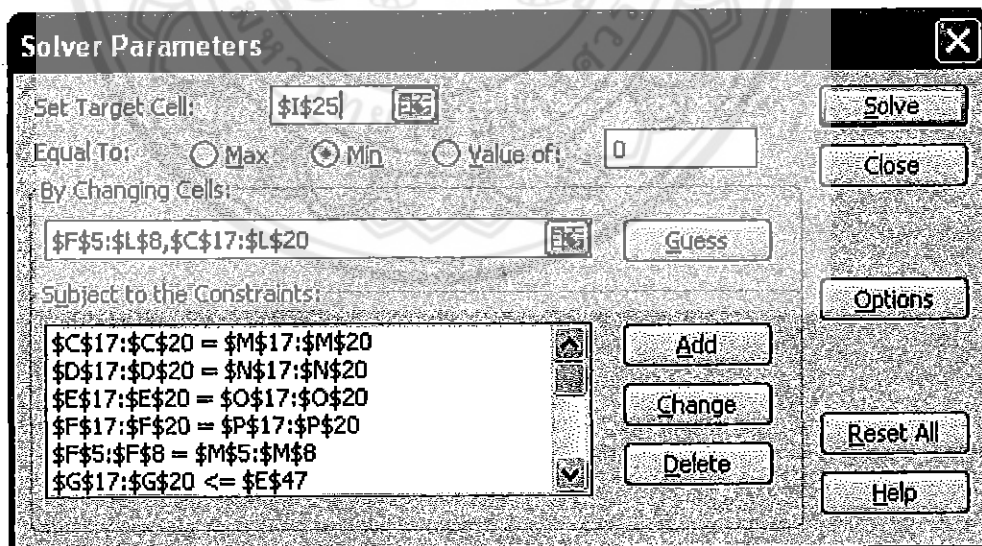 Solver Parameters
Set Target Cell: $I$25
Equal To: Max Min Value of: 0
By Changing Cells:
$F$5:$L$8,$C$17:$L$20
Guess
Subject to the Constraints:
$C$17:$C$20 = $M$17:$M$20
$D$17:$D$20 = $N$17:$N$20
$E$17:$E$20 = $O$17:$O$20
$F$17:$F$20 = $P$17:$P$20
$F$5:$F$8 = $M$5:$M$8
$G$17:$G$20 <= $E$47
Add
Change
Delete
Solve
Close
Options
Reset All
Help